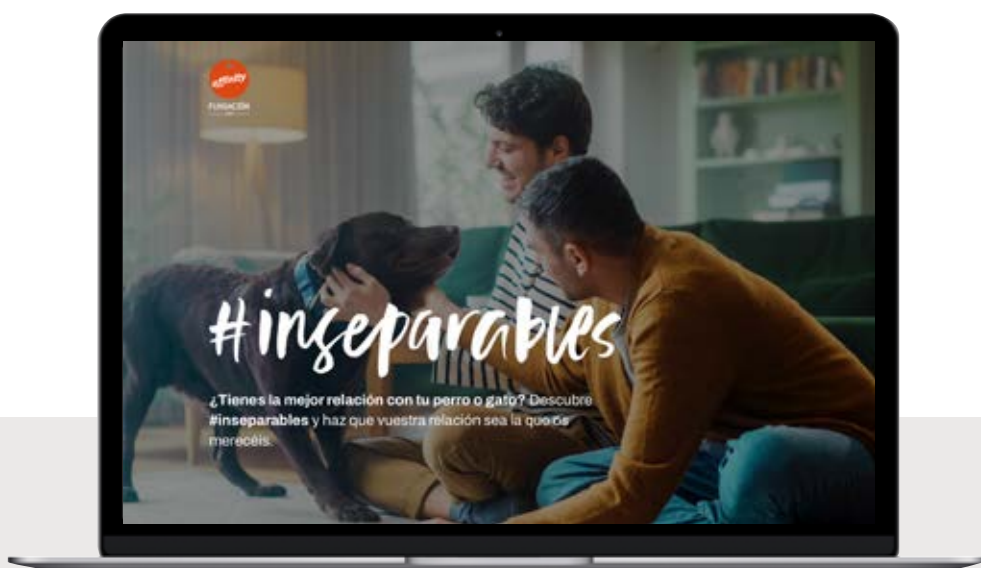 affinity
FUNDACIÓN
#inseparables
¿Tienes la mejor relación con tu perro o gato? Descubre
#inseparables y haz que vuestra relación sea la que os
merecéis.